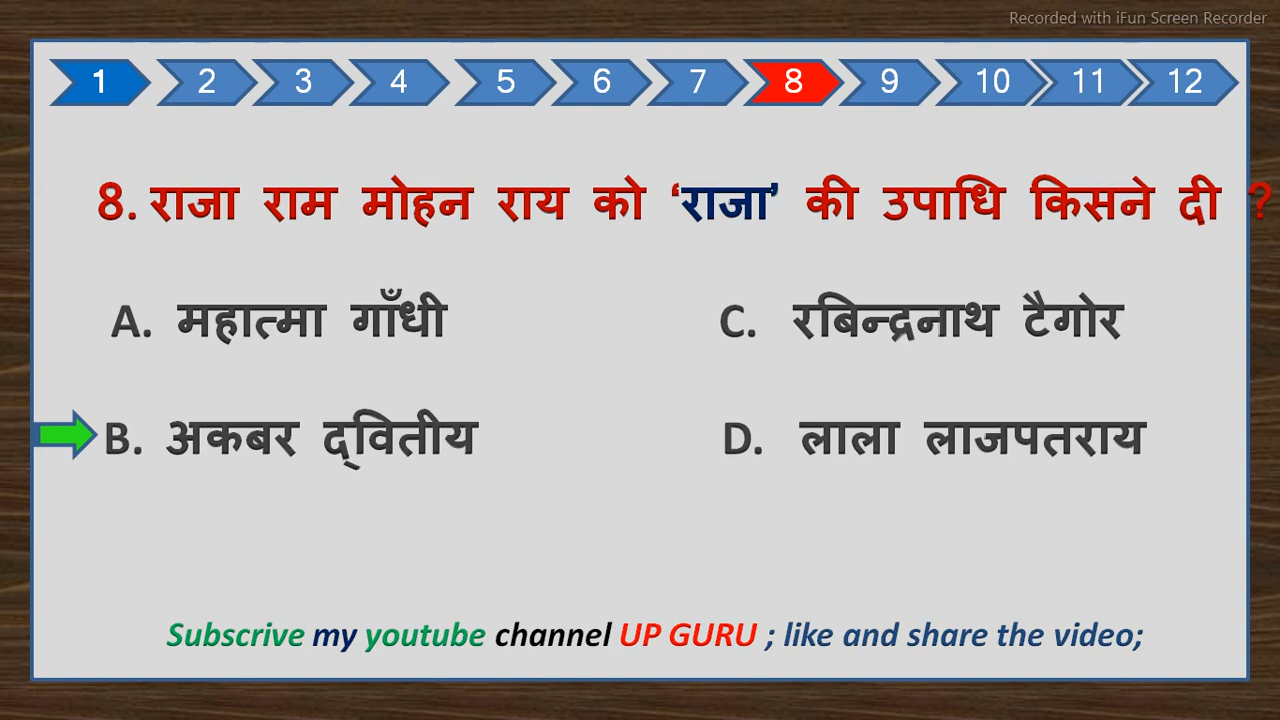 Recorded with iFun Screen Recorder
1 2 3 4 5 6 7 8 9 10 11 12
8. राजा राम मोहन राय को ‘राजा’ की उपाधि किसने दी ?
A. महात्मा गाँधी
C. रबिन्द्रनाथ टैगोर
B. अकबर द्वितीय
D. लाला लाजपतराय
Subscrive my youtube channel UP GURU ; like and share the video;